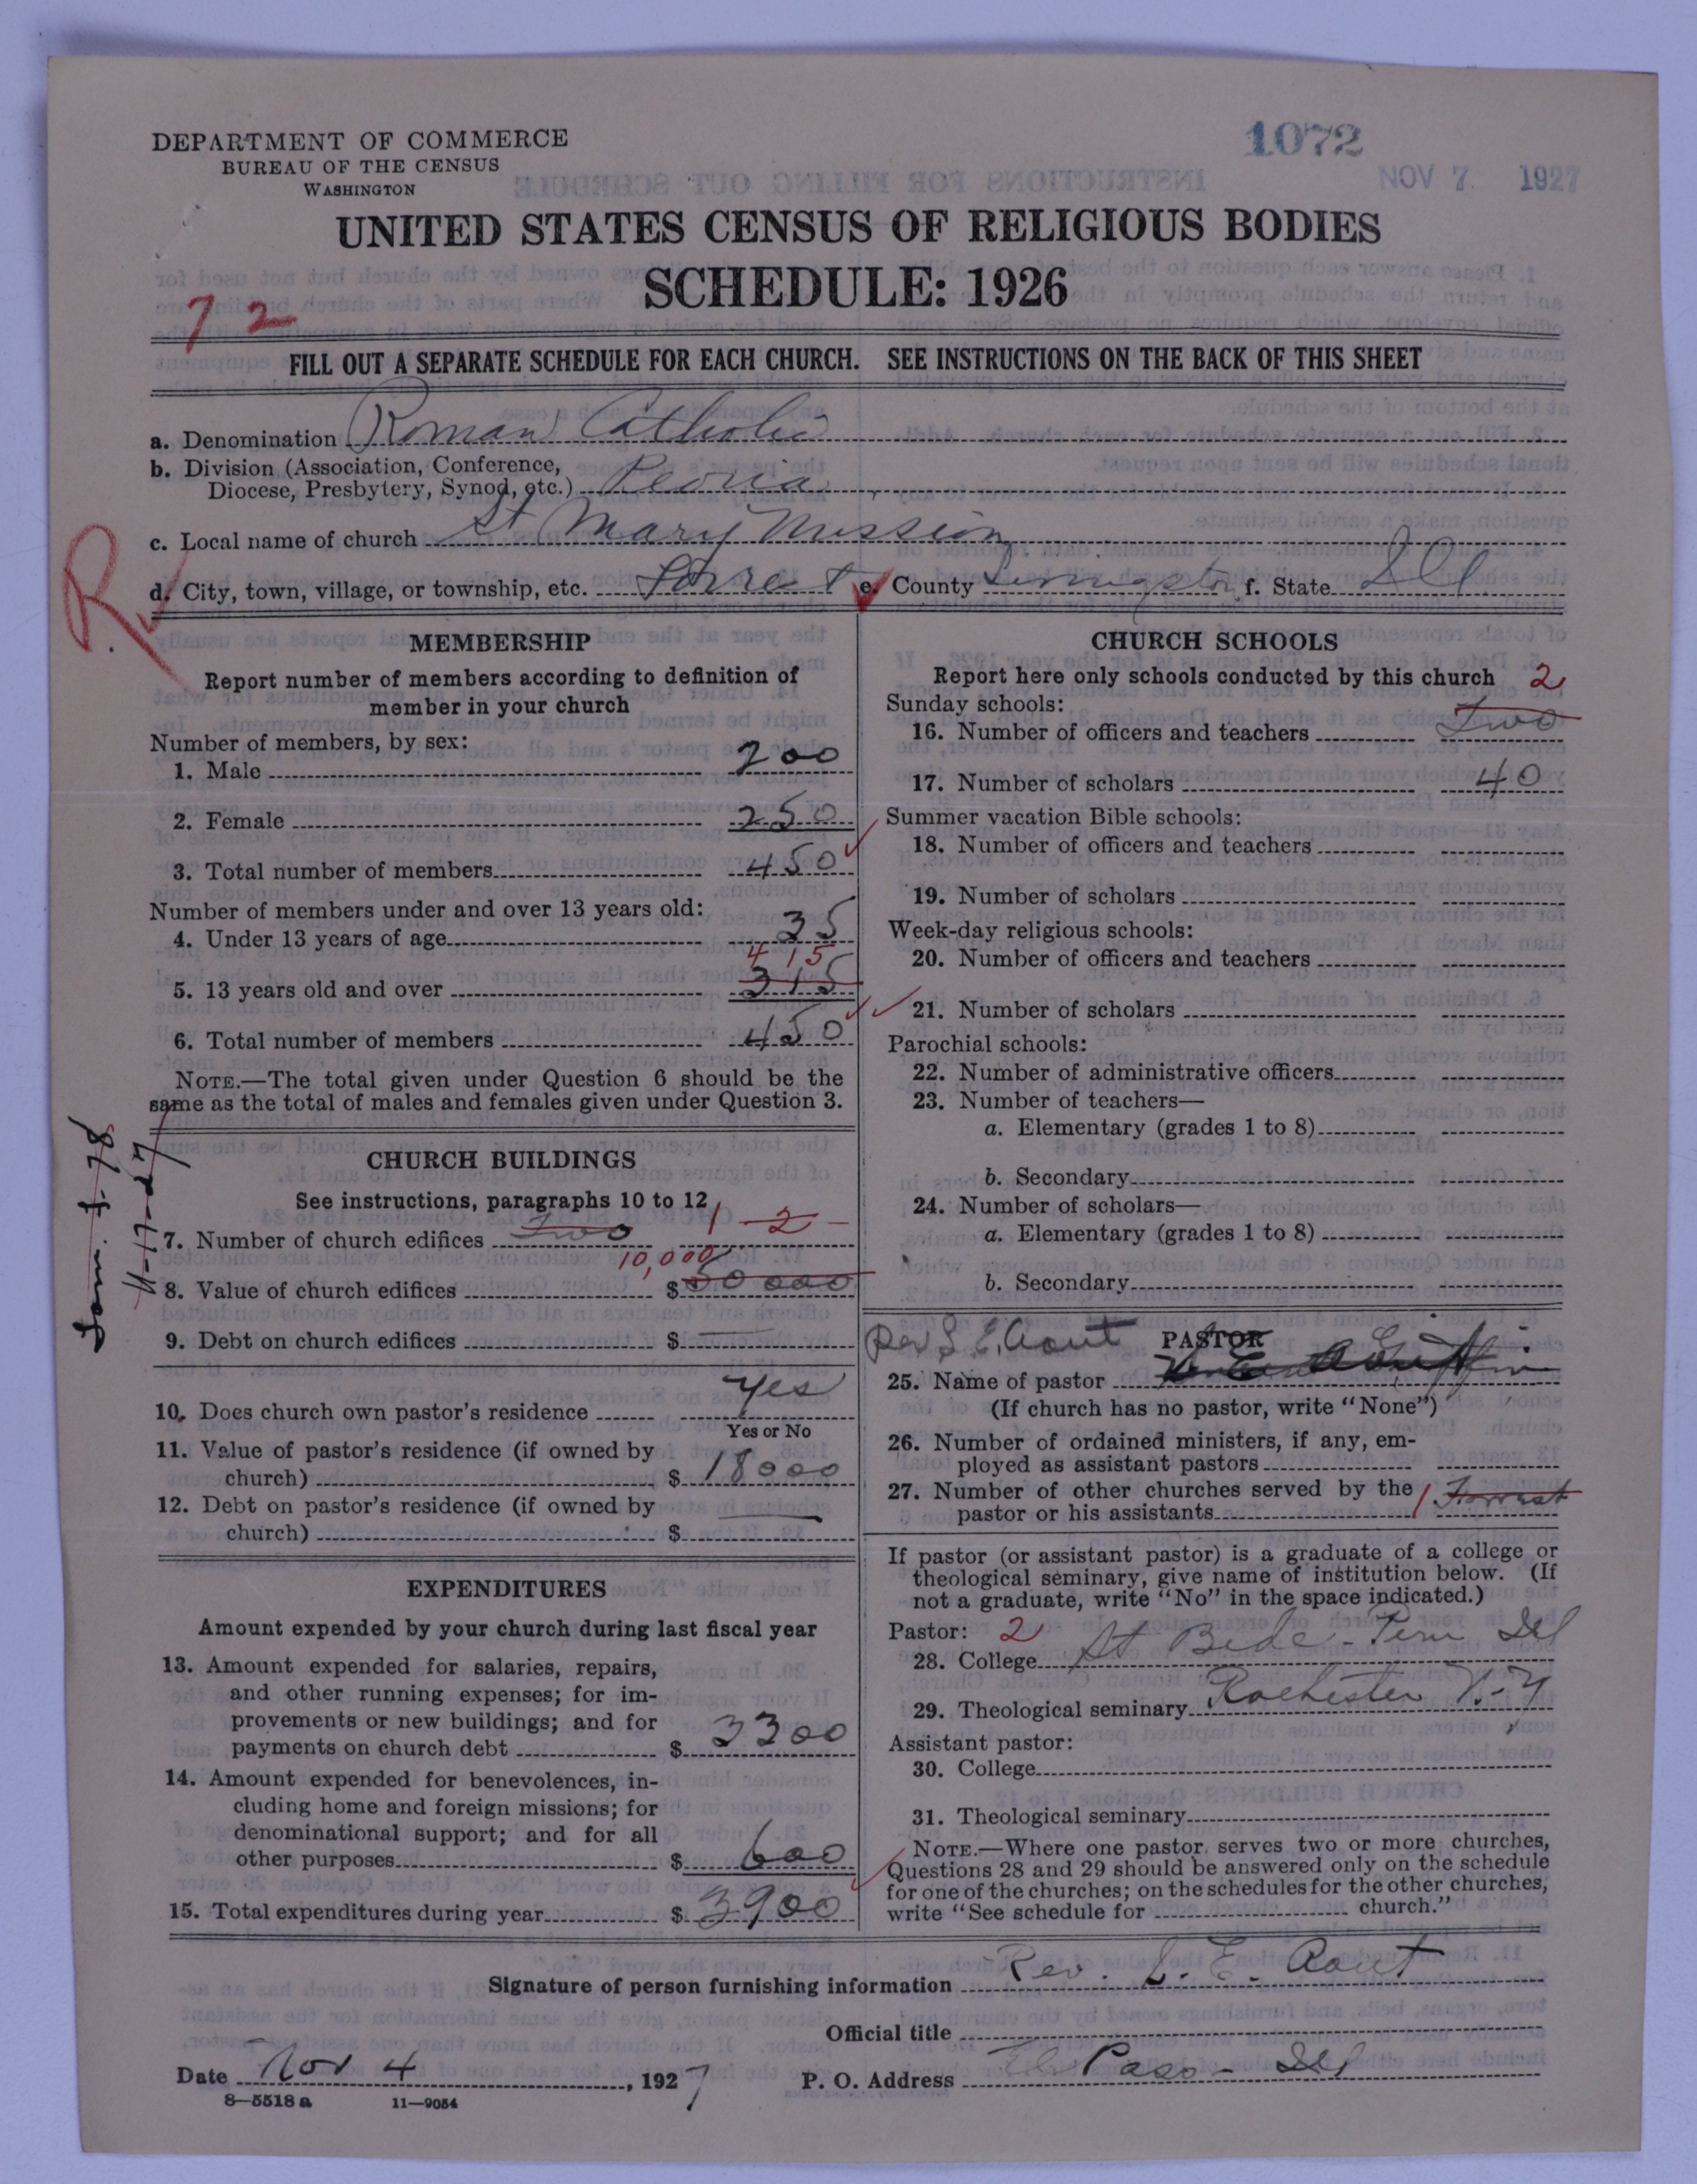 DEPARTMENT OF COMMERCE
BUREAU OF THE CENSUS
WASHINGTON
1072
NOV 7 1927
UNITED STATES CENSUS OF RELIGIOUS BODIES
SCHEDULE: 1926
72
FILL OUT A SEPARATE SCHEDULE FOR EACH CHURCH. SEE INSTRUCTIONS ON THE BACK OF THIS SHEET
a. Denomination Roman Catholic
b. Division (Association, Conference,
Diocese, Presbytery, Synod, etc.) Peoria
c. Local name of church St Mary Mission
R
d. City, town, village, or township, etc. Forrest e. County Livingston f. State Ill
MEMBERSHIP
Report number of members according to definition of
member in your church
Number of members, by sex:
1. Male 200
2. Female 250
3. Total number of members 450
Number of members under and over 13 years old:
4. Under 13 years of age 35
415
5. 13 years old and over 315
6. Total number of members 450
NOTE.—The total given under Question 6 should be the
same as the total of males and females given under Question 3.
11-17-27
CHURCH BUILDINGS
See instructions, paragraphs 10 to 12
7. Number of church edifices Two 1 2
10,000
8. Value of church edifices $ 50 000
9. Debt on church edifices $
10. Does church own pastor's residence Yes
Yes or No
11. Value of pastor's residence (if owned by
church) $ 18000
12. Debt on pastor's residence (if owned by
church) $
EXPENDITURES
Amount expended by your church during last fiscal year
13. Amount expended for salaries, repairs,
and other running expenses; for im-
provements or new buildings; and for
payments on church debt $ 3300
14. Amount expended for benevolences, in-
cluding home and foreign missions; for
denominational support; and for all
other purposes $ 600
15. Total expenditures during year $ 3900
CHURCH SCHOOLS
Report here only schools conducted by this church 2
Sunday schools:
16. Number of officers and teachers Two
17. Number of scholars 40
Summer vacation Bible schools:
18. Number of officers and teachers
19. Number of scholars
Week-day religious schools:
20. Number of officers and teachers
21. Number of scholars
Parochial schools:
22. Number of administrative officers
23. Number of teachers—
a. Elementary (grades 1 to 8)
b. Secondary
24. Number of scholars—
a. Elementary (grades 1 to 8)
b. Secondary
PASTOR
25. Name of pastor
(If church has no pastor, write "None")
26. Number of ordained ministers, if any, em-
ployed as assistant pastors
27. Number of other churches served by the 1 Forrest
pastor or his assistants
If pastor (or assistant pastor) is a graduate of a college or
theological seminary, give name of institution below. (If
not a graduate, write "No" in the space indicated.)
Pastor: 2
28. College St Bede - Peru Ill
29. Theological seminary Rochester N-Y
Assistant pastor:
30. College
31. Theological seminary
NOTE.—Where one pastor serves two or more churches,
Questions 28 and 29 should be answered only on the schedule
for one of the churches; on the schedules for the other churches,
write "See schedule for church."
Signature of person furnishing information Rev.
Official title
Date Nov 4, 1927 P. O. Address El Paso - Ill
8—5518 a 11—9054